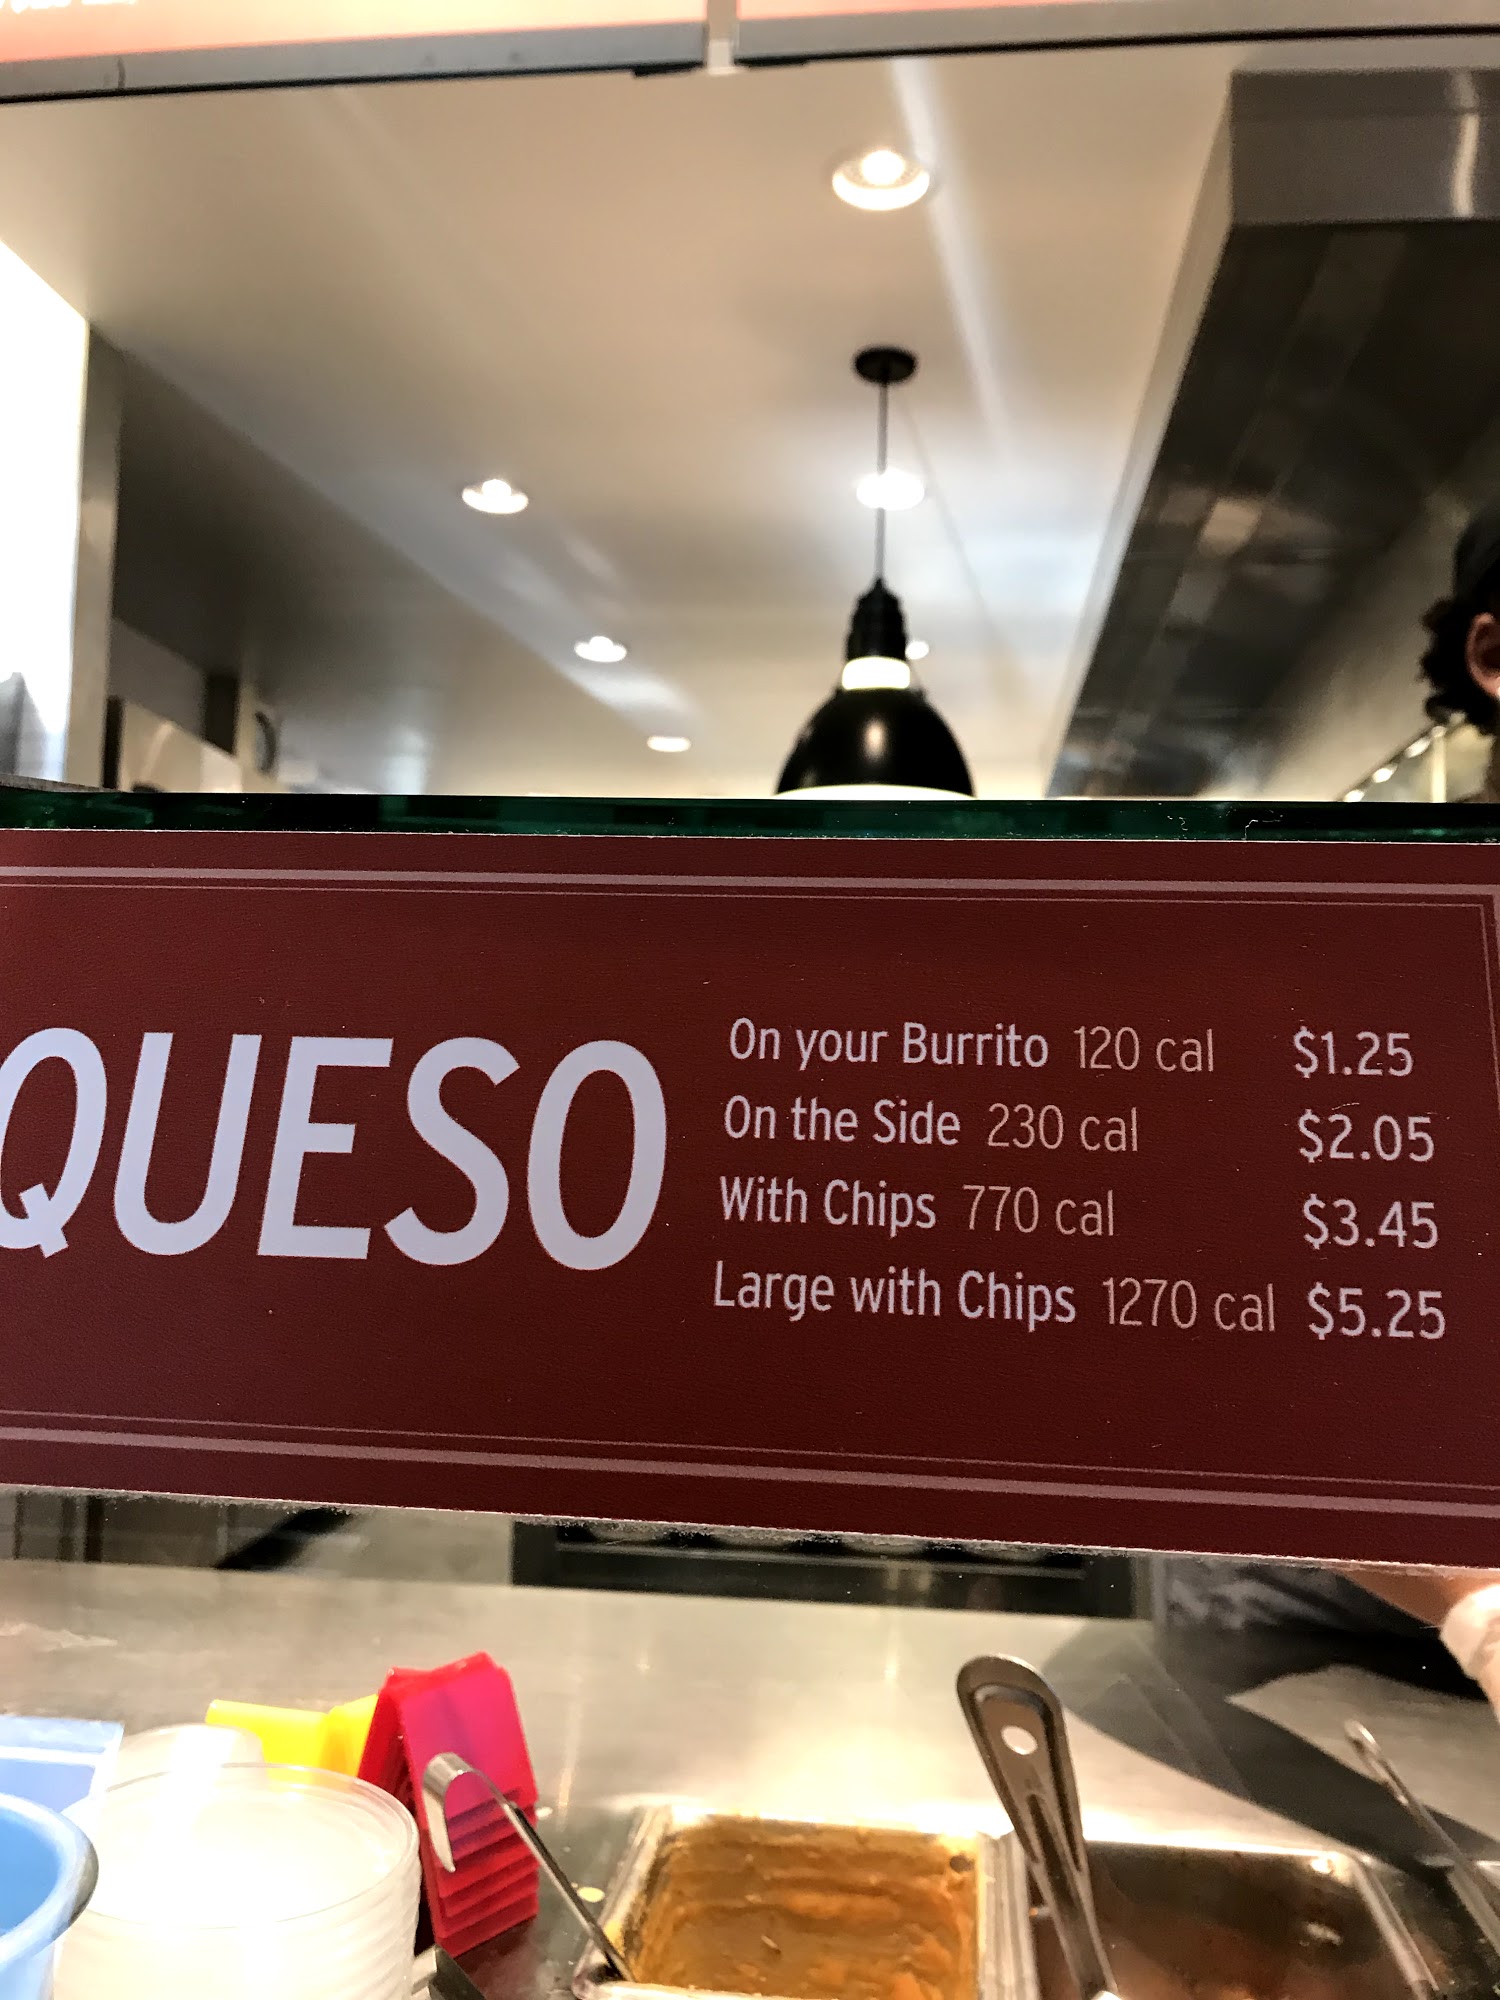 QUESO
On your Burrito 120 cal $1.25
On the Side 230 cal $2.05
With Chips 770 cal $3.45
Large with Chips 1270 cal $5.25